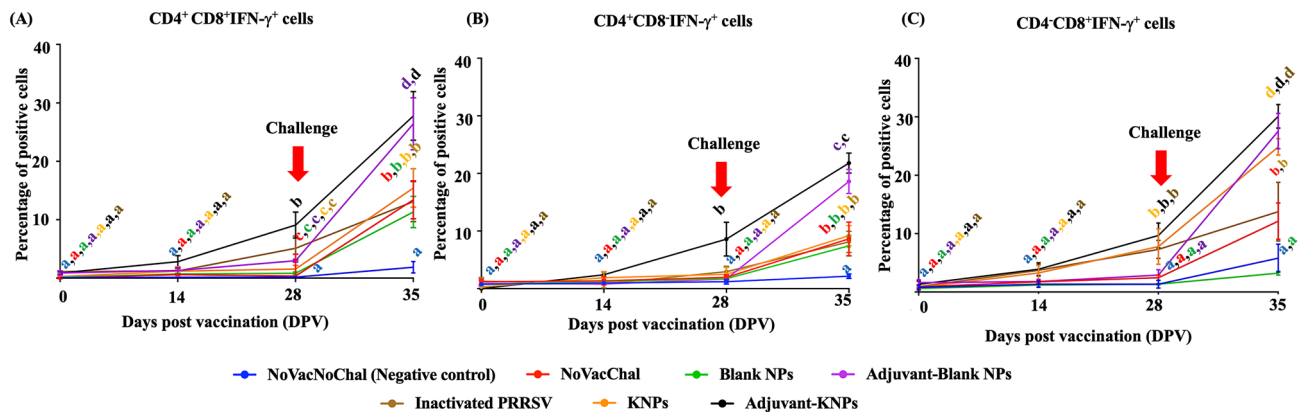 (A) CD4⁺CD8⁺IFN-γ⁺ cells
Percentage of positive cells
40
30
20
10
0 14 28 35
Challenge
a,a,a,a,a,a,a
a,a,a,a,a,a,a
b
c,c,c,c,c
a
d,d
b,b,b,b
a
Days post vaccination (DPV)
(B) CD4⁺CD8⁻IFN-γ⁺ cells
Percentage of positive cells
40
30
20
10
0 14 28 35
Challenge
a,a,a,a,a,a,a
a,a,a,a,a,a,a
b
a,a,a,a,a,a
c,c
b,b,b,b
a
Days post vaccination (DPV)
(C) CD4⁻CD8⁺IFN-γ⁺ cells
Percentage of positive cells
40
30
20
10
0 14 28 35
Challenge
a,a,a,a,a,a,a
a,a,a,a,a,a,a
b,b,b
a,a,a,a
d,d,d
b,b
a,a
Days post vaccination (DPV)
NoVacNoChal (Negative control) NoVacChal Blank NPs Adjuvant-Blank NPs
Inactivated PRRSV KNPs Adjuvant-KNPs